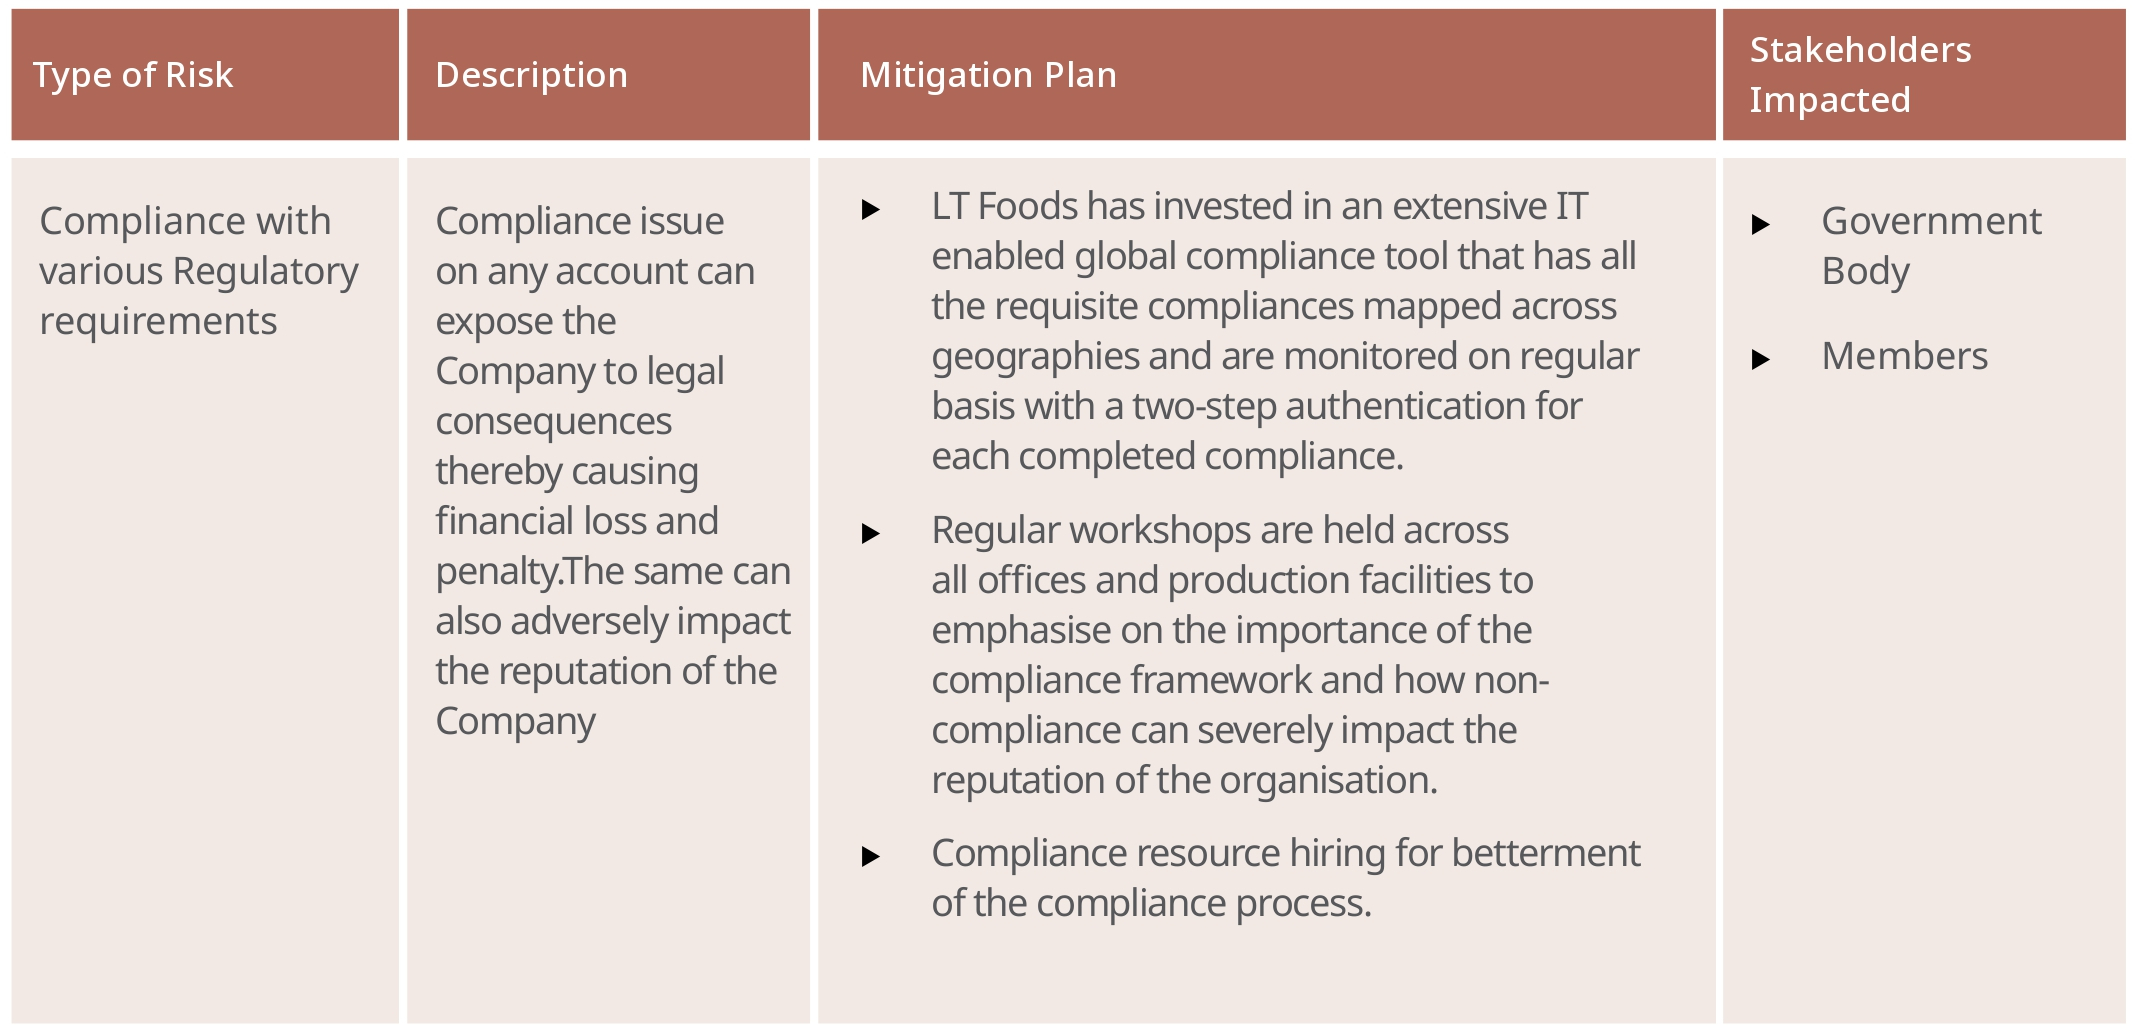 Type of Risk
Description
Mitigation Plan
Stakeholders
Impacted
Compliance with
various Regulatory
requirements
Compliance issue
on any account can
expose the
Company to legal
consequences
thereby causing
financial loss and
penalty.The same can
also adversely impact
the reputation of the
Company
LT Foods has invested in an extensive IT
enabled global compliance tool that has all
the requisite compliances mapped across
geographies and are monitored on regular
basis with a two-step authentication for
each completed compliance.
Regular workshops are held across
all offices and production facilities to
emphasise on the importance of the
compliance framework and how non-
compliance can severely impact the
reputation of the organisation.
Compliance resource hiring for betterment
of the compliance process.
Government
Body
Members